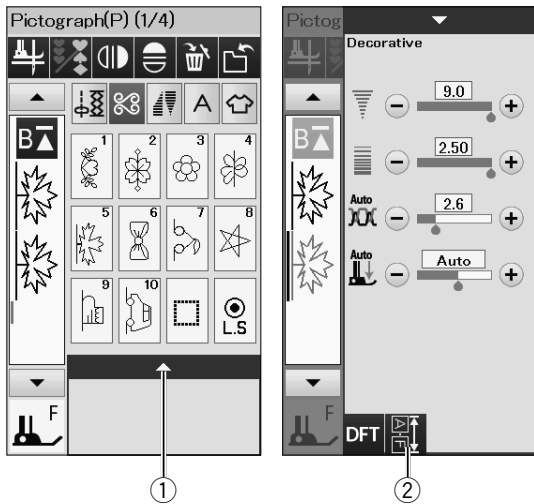 Pictograph(P) (1/4)
A
B
1
2
3
4
5
6
7
8
9
10
L.S
F
1
Pictog
Decorative
9.0
B
2.50
Auto
2.6
Auto
Auto
F
DFT
A
F
2